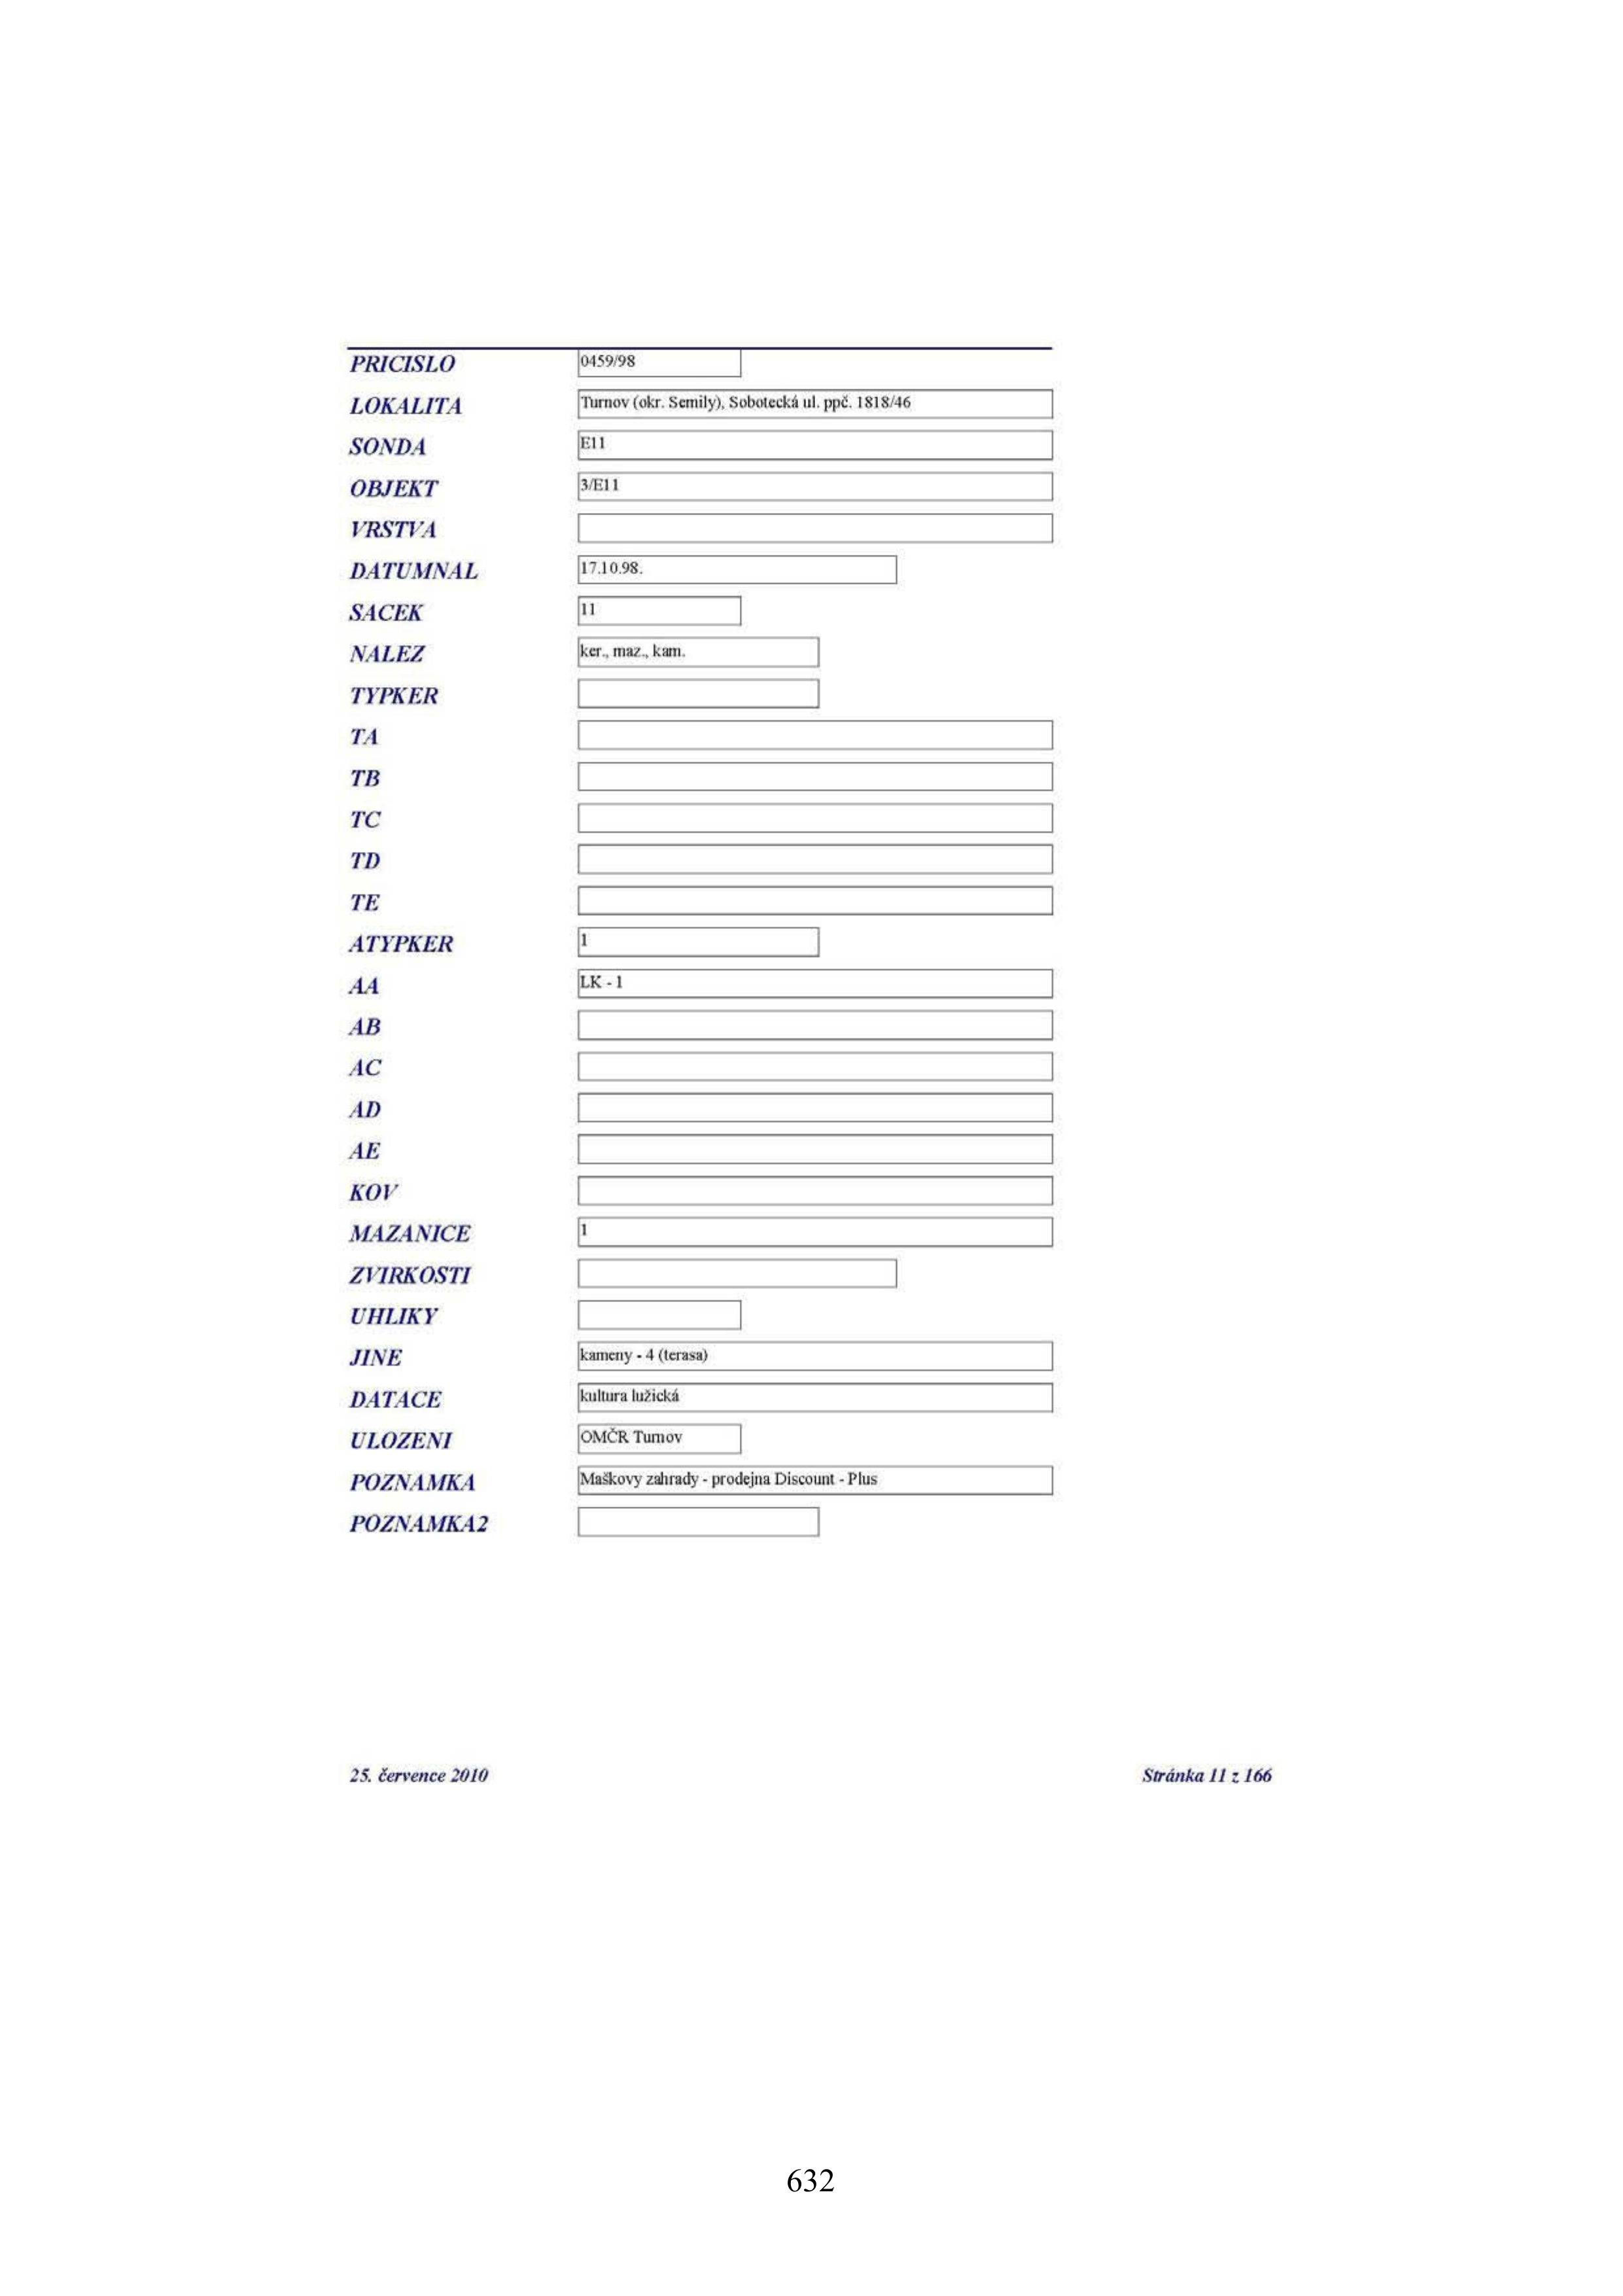 PRICISLO 0459/98
LOKALITA Turnov (okr. Semily), Sobotecká ul. ppč. 1818/46
SONDA E11
OBJEKT 3/E11
VRSTVA
DATUMNAL 17.10.98.
SACEK 11
NALEZ ker., maz., kam.
TYPKER
TA
TB
TC
TD
TE
ATYPKER 1
AA LK - 1
AB
AC
AD
AE
KOV
MAZANICE 1
ZVIRKOSTI
UHLIKY
JINE kameny - 4 (terasa)
DATACE kultura lužická
ULOZENI OMČR Turnov
POZNAMKA Maškovy zahrady - prodejna Discount - Plus
POZNAMKA2
25. července 2010 Stránka 11 z 166
632